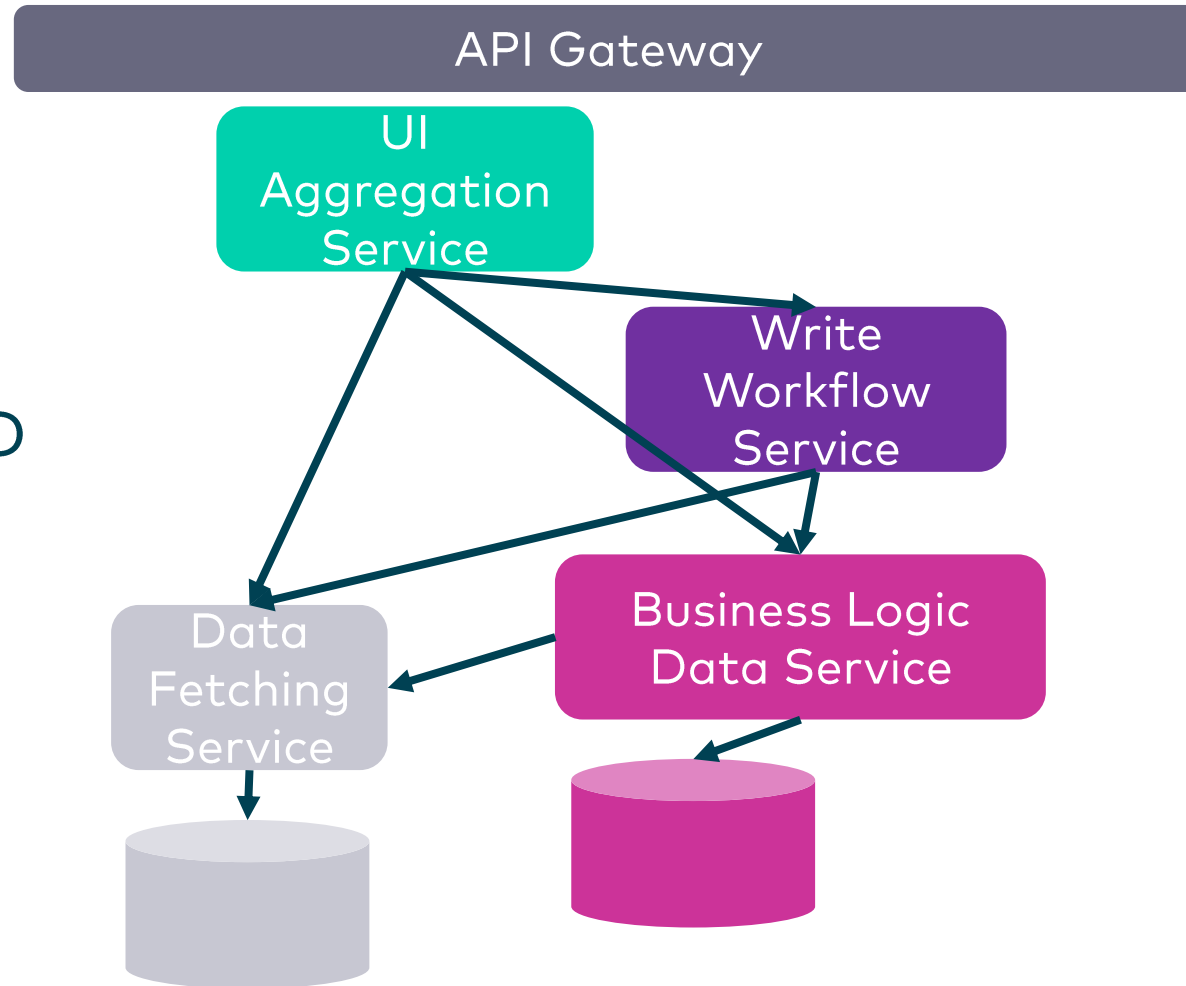 API Gateway
UI
Aggregation
Service
Write
Workflow
Service
Business Logic
Data Service
Data
Fetching
Service